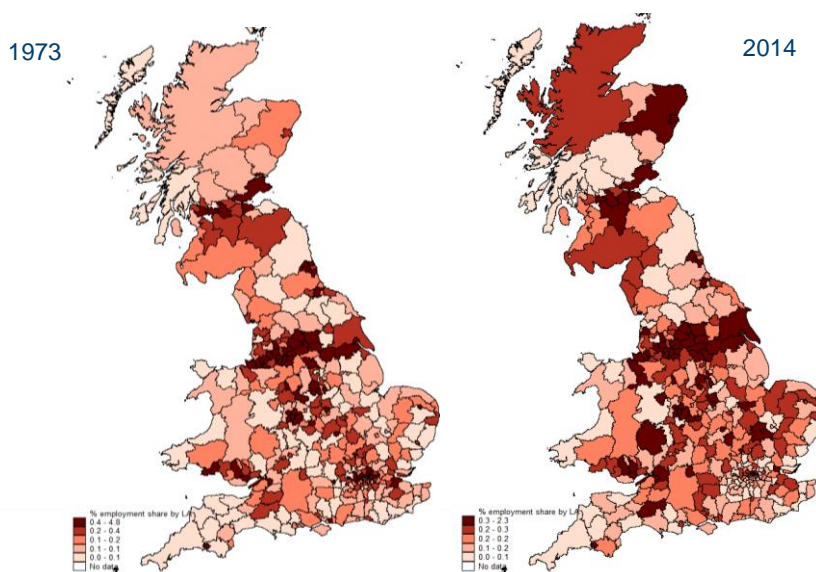 1973
2014
% employment share by LA
0.4 - 4.8
0.2 - 0.4
0.1 - 0.2
0.1 - 0.1
0.0 - 0.1
No data
% employment share by LA
0.3 - 2.3
0.2 - 0.3
0.2 - 0.2
0.1 - 0.2
0.0 - 0.1
No data